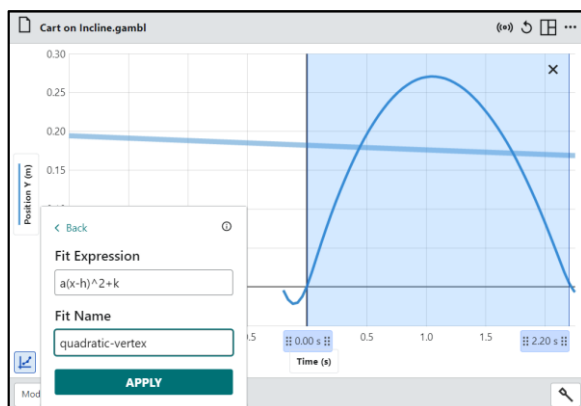 Cart on Incline.gambl
0.30
0.20
0.15
Position Y (m)
Back
Fit Expression
a(x-h)^2+k
Fit Name
quadratic-vertex
APPLY
0.5
0.00 s
0.5
1.0
1.5
2.20 s
Time (s)
Mod